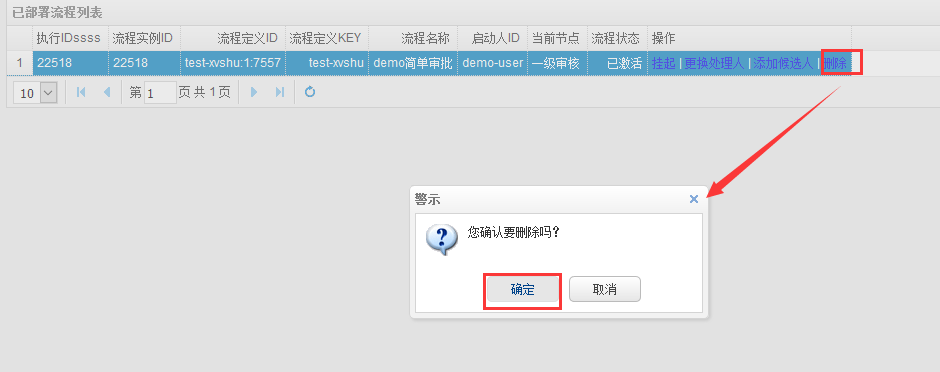 已部署流程列表
执行IDssss 流程实例ID 流程定义ID 流程定义KEY 流程名称 启动人ID 当前节点 流程状态 操作
1 22518 22518 test-xvshu:1:7557 test-xvshu demo简单审批 demo-user 一级审核 已激活 挂起 | 更换处理人 | 添加候选人 | 删除
10 第 1 页 共 1 页
警示
您确认要删除吗?
确定 取消